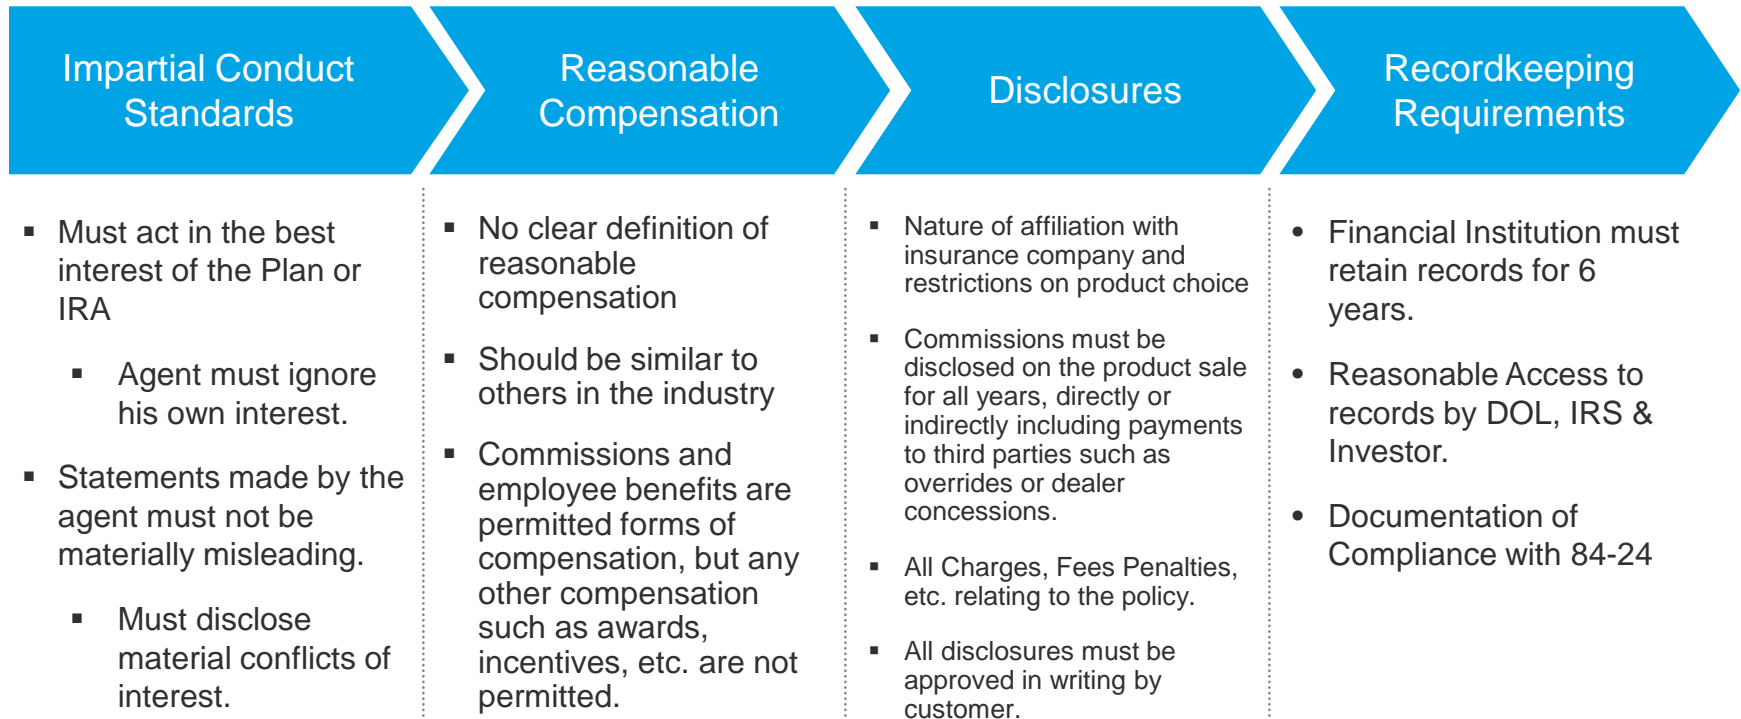 Impartial Conduct
Standards
Reasonable
Compensation
Disclosures
Recordkeeping
Requirements
▪ Must act in the best
interest of the Plan or
IRA
▪ Agent must ignore
his own interest.
▪ Statements made by the
agent must not be
materially misleading.
▪ Must disclose
material conflicts of
interest.
▪ No clear definition of
reasonable
compensation
▪ Should be similar to
others in the industry
▪ Commissions and
employee benefits are
permitted forms of
compensation, but any
other compensation
such as awards,
incentives, etc. are not
permitted.
▪ Nature of affiliation with
insurance company and
restrictions on product choice
▪ Commissions must be
disclosed on the product sale
for all years, directly or
indirectly including payments
to third parties such as
overrides or dealer
concessions.
▪ All Charges, Fees Penalties,
etc. relating to the policy.
▪ All disclosures must be
approved in writing by
customer.
• Financial Institution must
retain records for 6
years.
• Reasonable Access to
records by DOL, IRS &
Investor.
• Documentation of
Compliance with 84-24